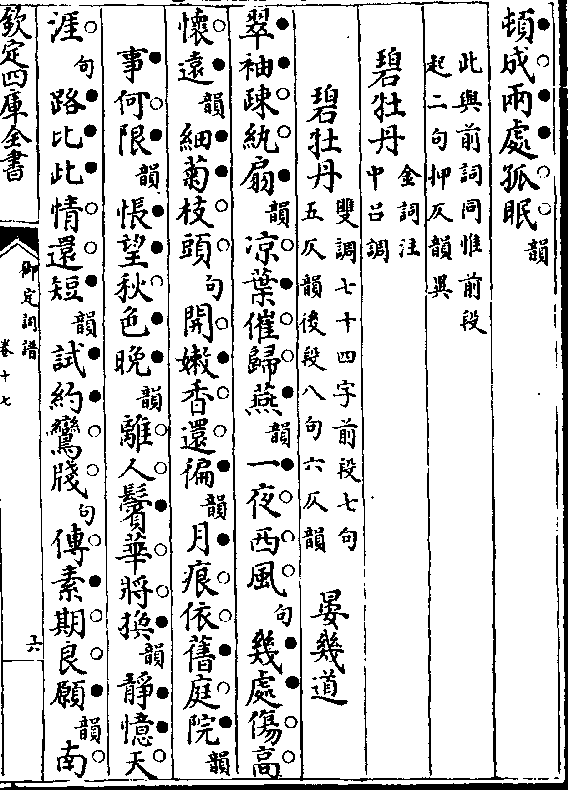 頓成兩處孤眠韻
此與前詞同惟前段
起二句押仄韻異
碧牡丹金詞注
中呂調
碧牡丹雙調七十四字前段七句
五仄韻後段八句六仄韻 晏幾道
翠袖疎紈扇韻凉葉催歸燕韻一夜西風句幾處傷高
懷遠韻細菊枝頭句開嫩香還徧韻月痕依舊庭院韻
事何限韻悵望秋色晚韻離人鬢華將換韻靜憶天
涯句路比此情還短韻試約鸞牋句傳素期良願韻南
欽定四庫全書
御定詞譜
卷十七
六